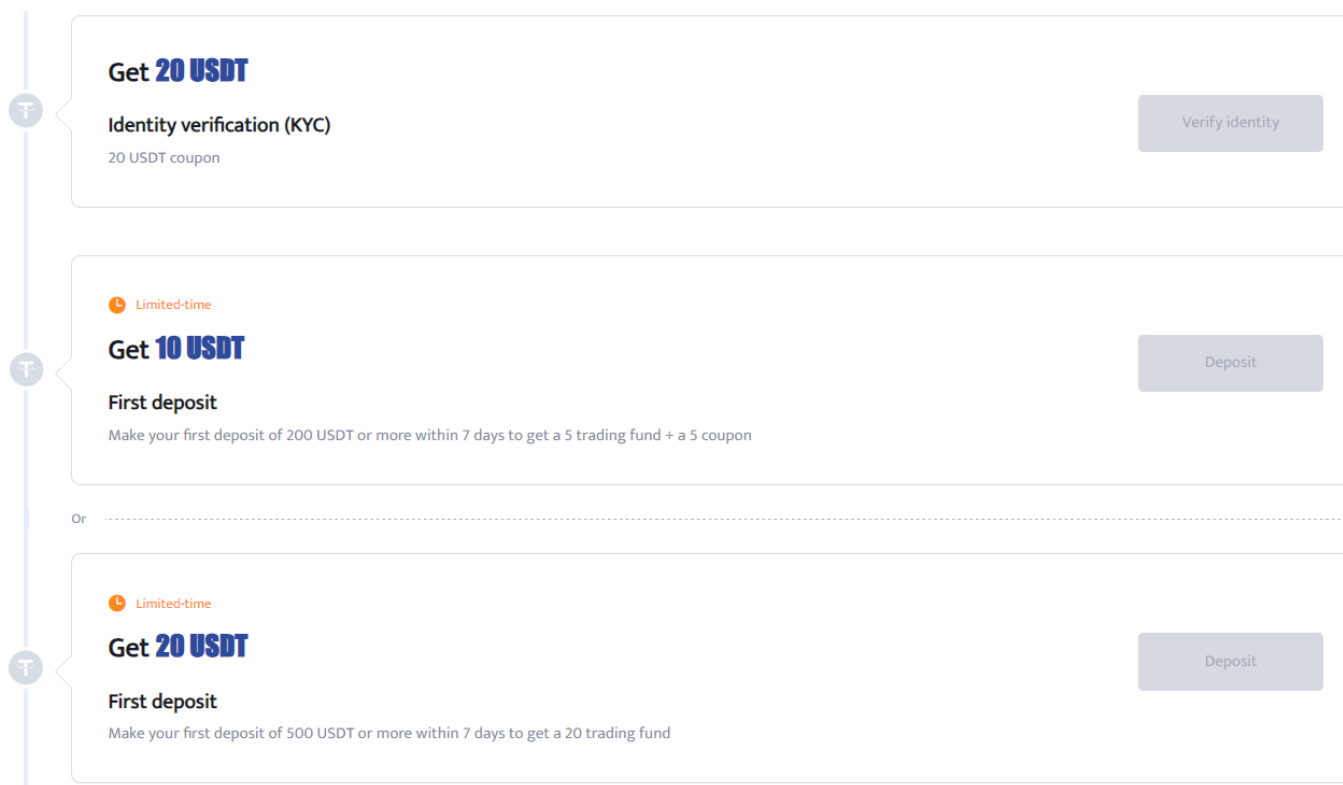 Get 20 USDT
Identity verification (KYC)
20 USDT coupon
Verify identity
Limited-time
Get 10 USDT
First deposit
Make your first deposit of 200 USDT or more within 7 days to get a 5 trading fund + a 5 coupon
Deposit
Or
Limited-time
Get 20 USDT
First deposit
Make your first deposit of 500 USDT or more within 7 days to get a 20 trading fund
Deposit